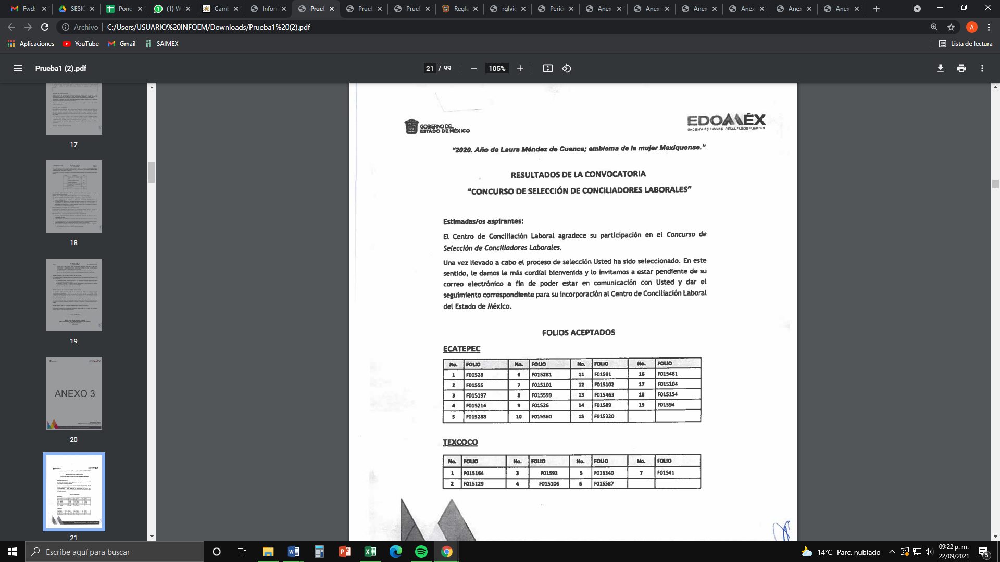 Fwd:
SESIÓ
Pone
(1) W
Cam
Infor
Prue
Prue
Prue
Regla
rglvig
Perió
Anex
Anex
Anex
Anex
Anex
Anex
Archivo C:/Users/USUARIO%20INFOEM/Downloads/Prueba1%20(2).pdf
A
Aplicaciones YouTube Gmail SAIMEX Lista de lectura
Prueba1 (2).pdf 21 / 99 105%
17
18
19
ANEXO 3
20
21
GOBIERNO DEL
ESTADO DE MÉXICO
EDOMÉX
DECISIONES FIRMES, RESULTADOS FUERTES
“2020. Año de Laura Méndez de Cuenca; emblema de la mujer Mexiquense.”
RESULTADOS DE LA CONVOCATORIA
“CONCURSO DE SELECCIÓN DE CONCILIADORES LABORALES”
Estimadas/os aspirantes:
El Centro de Conciliación Laboral agradece su participación en el Concurso de
Selección de Conciliadores Laborales.
Una vez llevado a cabo el proceso de selección Usted ha sido seleccionado. En este
sentido, le damos la más cordial bienvenida y lo invitamos a estar pendiente de su
correo electrónico a fin de poder estar en comunicación con Usted y dar el
seguimiento correspondiente para su incorporación al Centro de Conciliación Laboral
del Estado de México.
FOLIOS ACEPTADOS
ECATEPEC
No. FOLIO No. FOLIO No. FOLIO No. FOLIO
1 F01528 6 F015281 11 F01591 16 F015461
2 F01555 7 F015101 12 F015102 17 F015104
3 F015197 8 F015599 13 F015463 18 F015154
4 F015214 9 F01526 14 F01589 19 F01594
5 F015288 10 F015360 15 F015320
TEXCOCO
No. FOLIO No. FOLIO No. FOLIO No. FOLIO
1 F015164 3 F01593 5 F015340 7 F01541
2 F015129 4 F015106 6 F015587
Escribe aquí para buscar
14°C Parc. nublado
09:22 p. m.
22/09/2021
5